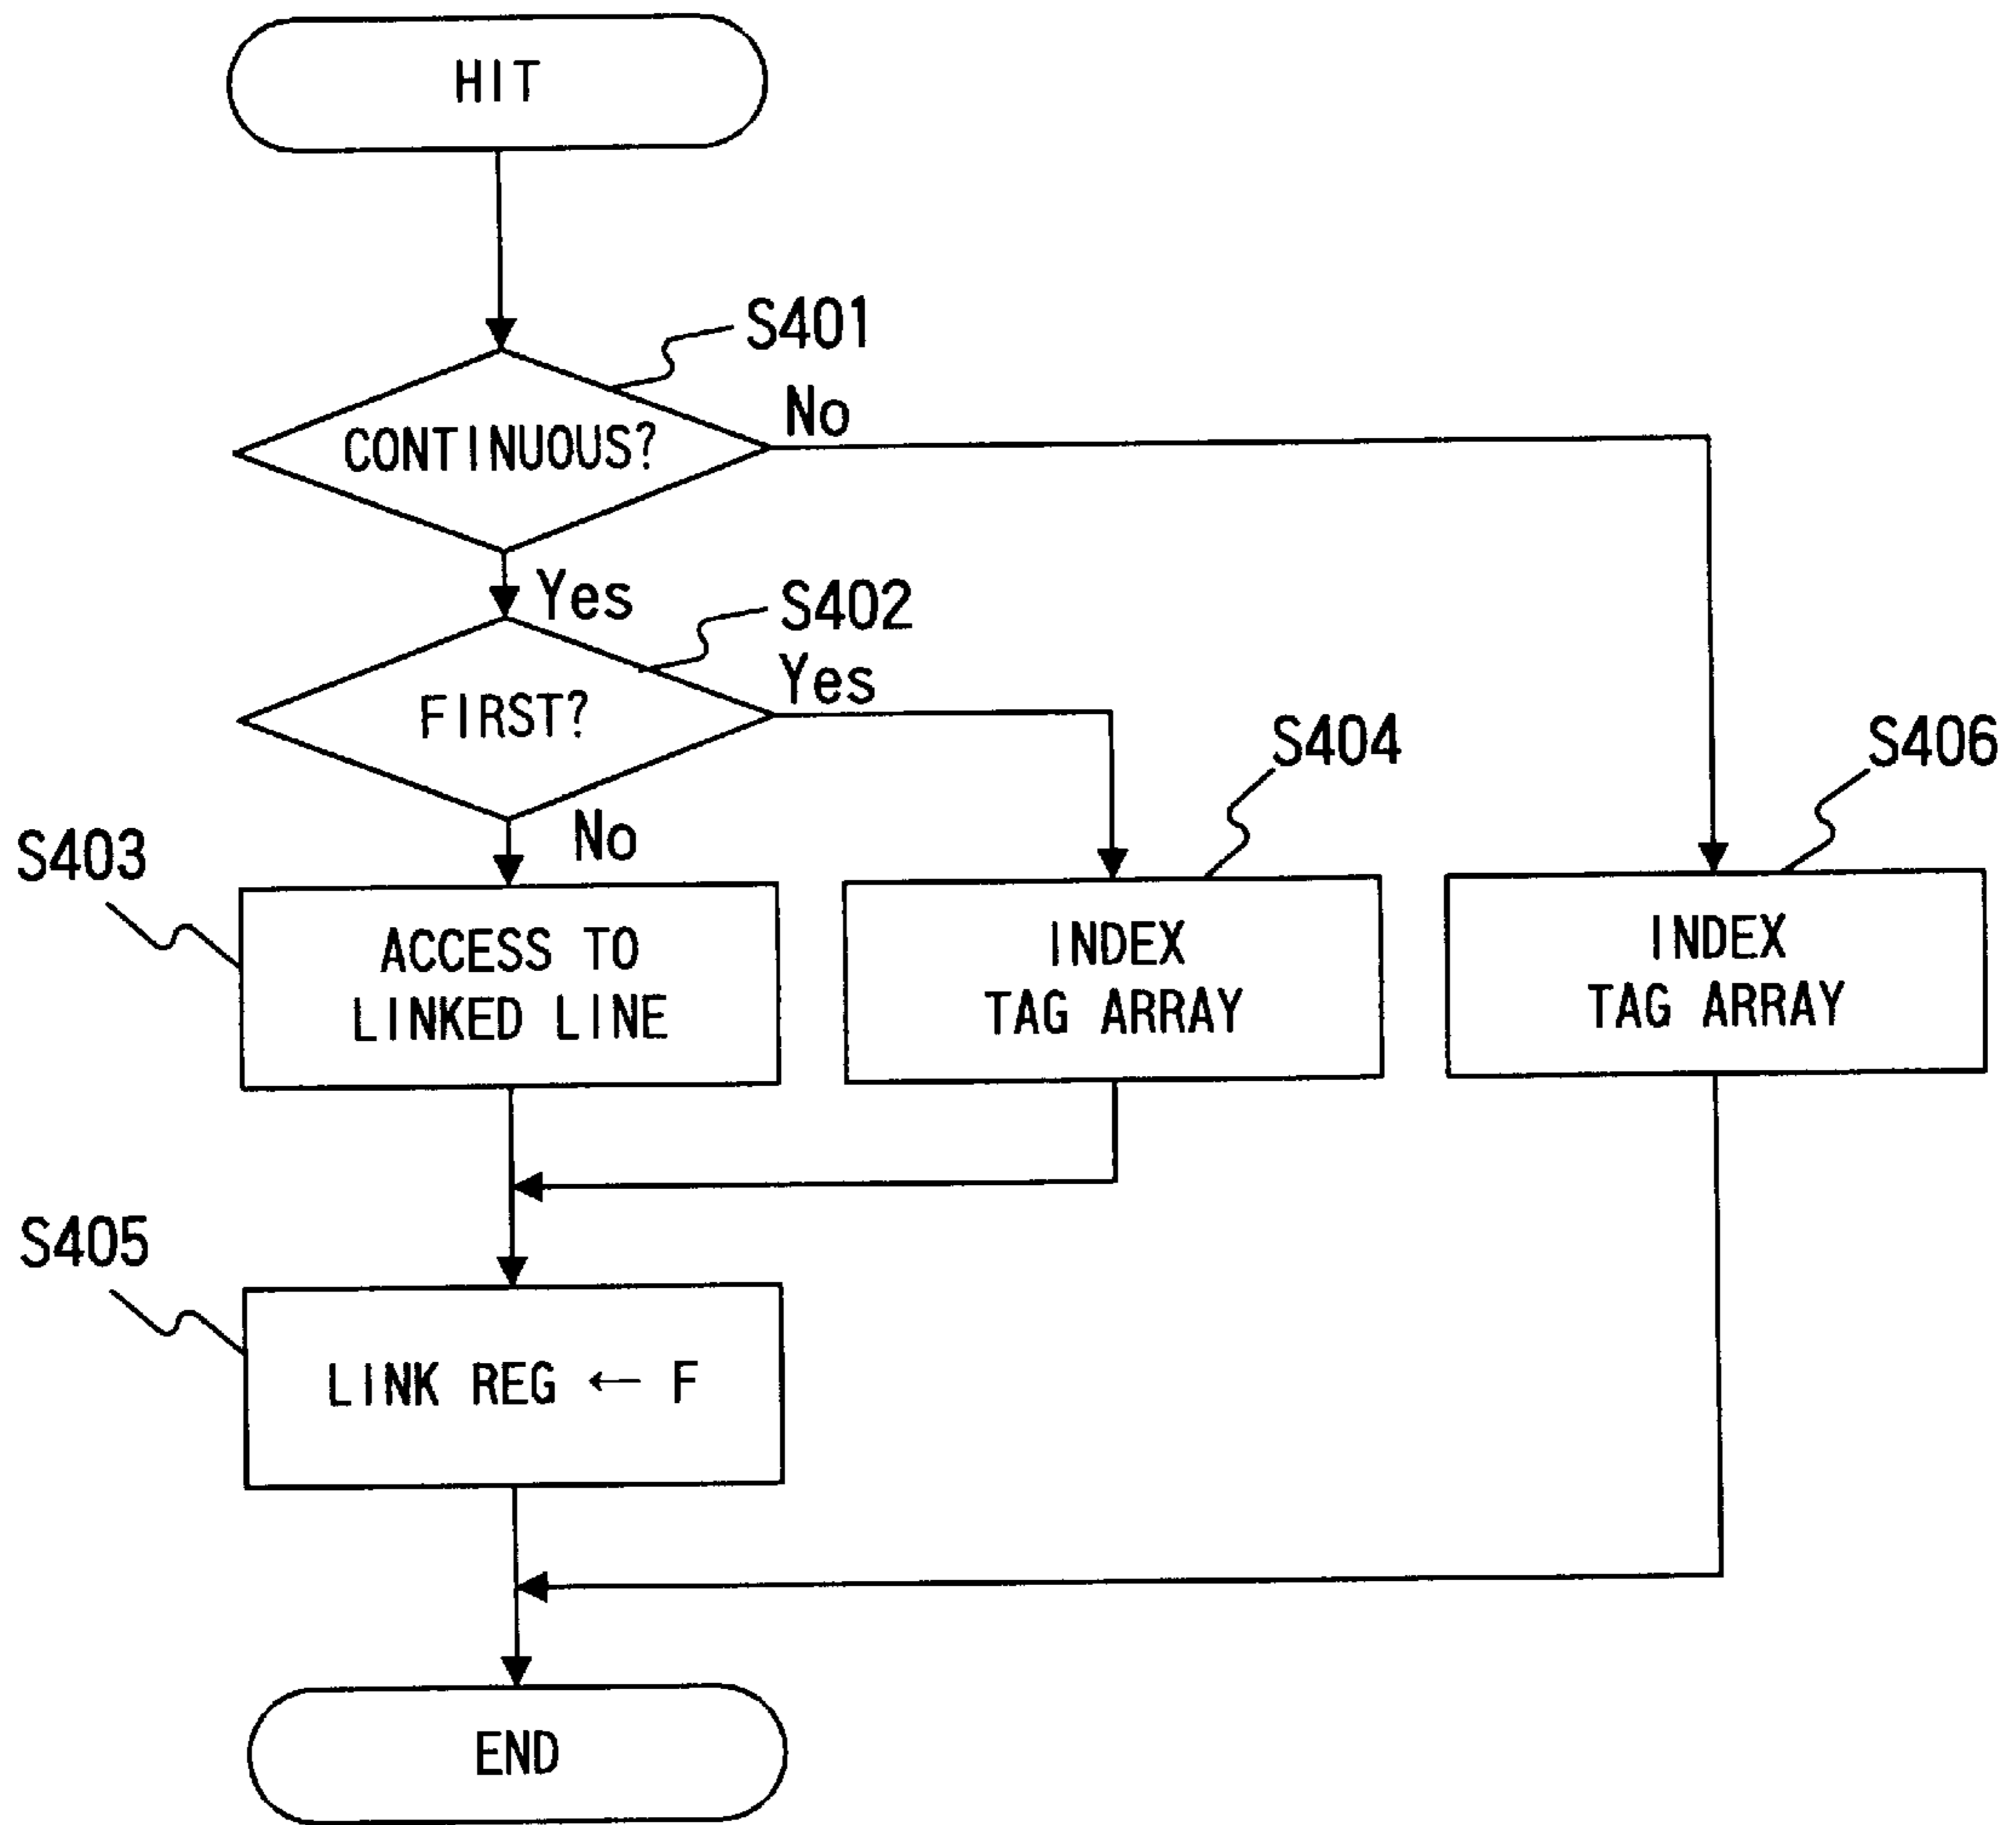 HIT
S401
CONTINUOUS?
No
Yes
S402
FIRST?
Yes
No
S403
S404
S406
ACCESS TO
LINKED LINE
INDEX
TAG ARRAY
INDEX
TAG ARRAY
S405
LINK REG ← F
END